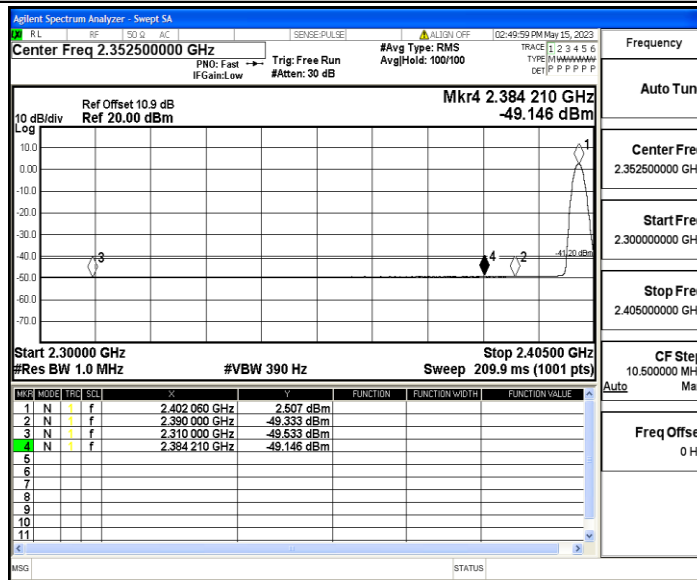 Agilent Spectrum Analyzer - Swept SA
RL RF 50 Ω AC SENSE:PULSE ALIGN OFF 02:49:59 PM May 15, 2023
Center Freq 2.352500000 GHz
PNO: Fast
IFGain:Low
Trig: Free Run
#Atten: 30 dB
#Avg Type: RMS
Avg|Hold: 100/100
TRACE 1 2 3 4 5 6
TYPE M W W W W W
DET P P P P P P
Frequency
Auto Tun
Mkr4 2.384 210 GHz
-49.146 dBm
Ref Offset 10.9 dB
10 dB/div Ref 20.00 dBm
Log
10.0
0.00
-10.0
-20.0
-30.0
-40.0
-50.0
-60.0
-70.0
1
2
3
4
-41.20 dBm
Center Fre
2.352500000 GH
Start Fre
2.300000000 GH
Stop Fre
2.405000000 GH
CF Step
10.500000 MH
Auto Ma
Freq Offse
0 H
Start 2.30000 GHz Stop 2.40500 GHz
#Res BW 1.0 MHz #VBW 390 Hz Sweep 209.9 ms (1001 pts)
MKR MODE TRC SCL X Y FUNCTION FUNCTION WIDTH FUNCTION VALUE
1 N 1 f 2.402 060 GHz 2.507 dBm
2 N 1 f 2.390 000 GHz -49.333 dBm
3 N 1 f 2.310 000 GHz -49.533 dBm
4 N 1 f 2.384 210 GHz -49.146 dBm
5
6
7
8
9
10
11
MSG STATUS